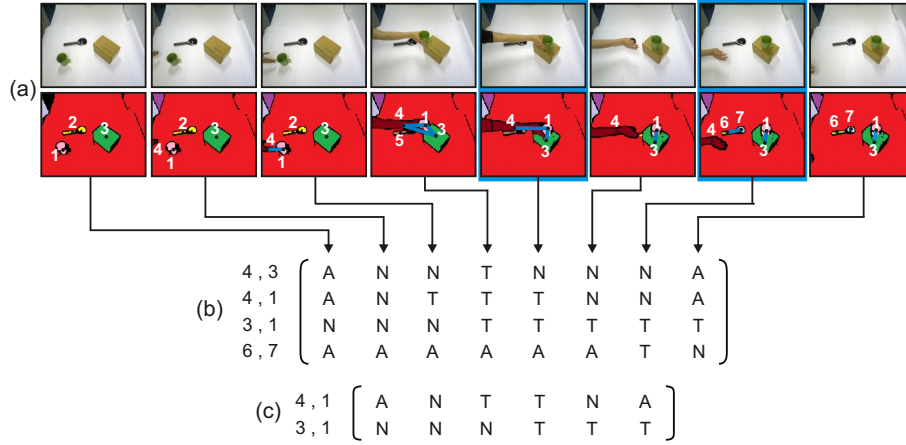 (a)
2 3 1
2 3 4 1
2 3 4 1
4 1 3 5
4 1 3
4 1 3
1 6 7 4 3
1 6 7 3
4 , 3 A N N T N N N A
(b)
4 , 1 A N T T T N N A
3 , 1 N N N T T T T T
6 , 7 A A A A A A T N
(c)
4 , 1 A N T T N A
3 , 1 N N N T T T